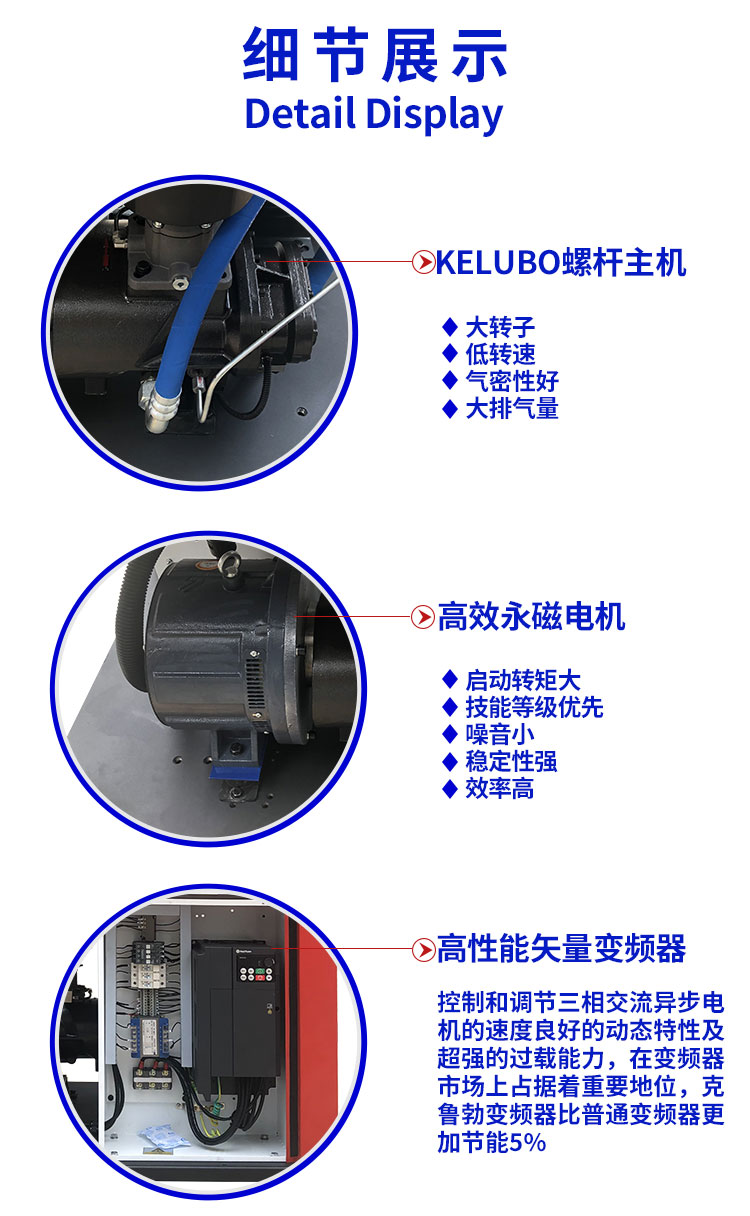 细节展示
Detail Display
KELUBO螺杆主机
◆ 大转子
◆ 低转速
◆ 气密性好
◆ 大排气量
高效永磁电机
◆ 启动转矩大
◆ 技能等级优先
◆ 噪音小
◆ 稳定性强
◆ 效率高
高性能矢量变频器
控制和调节三相交流异步电
机的速度良好的动态特性及
超强的过载能力，在变频器
市场上占据着重要地位，克
鲁勃变频器比普通变频器更
加节能5%